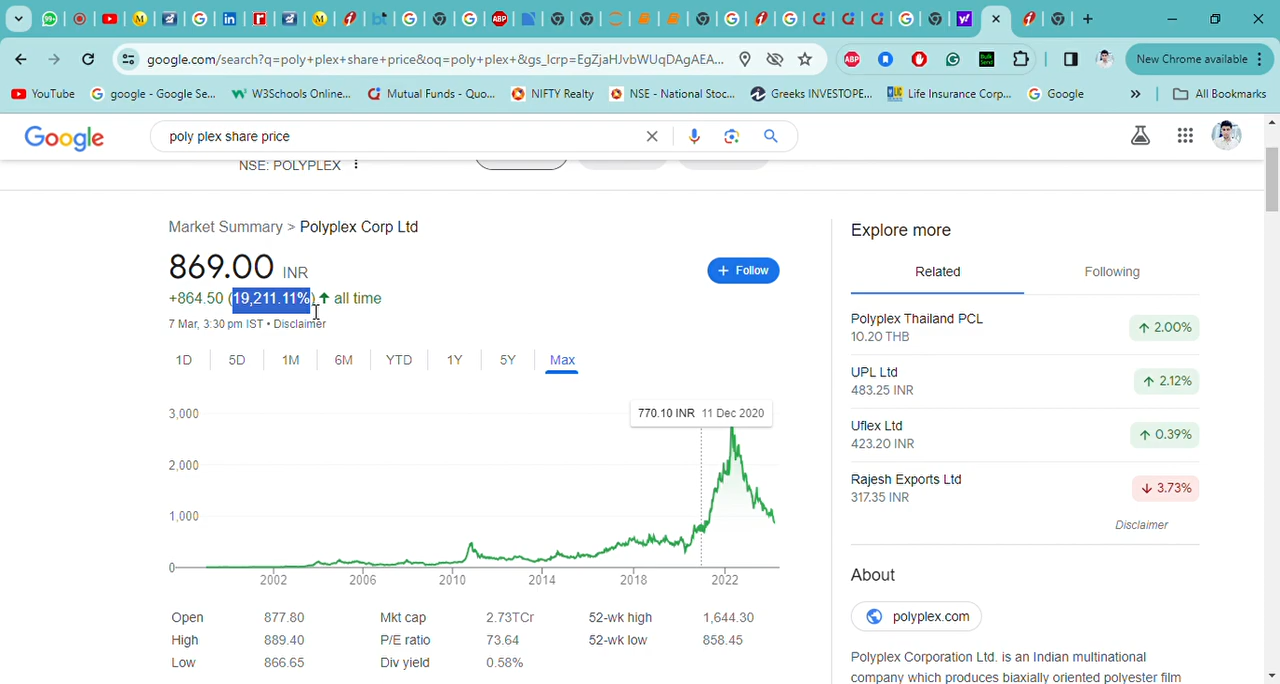 99+
google.com/search?q=poly+plex+share+price&oq=poly+plex+&gs_lcrp=EgZjaHJvbWUqDAgAEA...
ABP
New Chrome available
YouTube
google - Google Se...
W3Schools Online...
Mutual Funds - Quo...
NIFTY Realty
NSE - National Stoc...
Greeks INVESTOPE...
Life Insurance Corp...
Google
»
All Bookmarks
Google
poly plex share price
NSE: POLYPLEX
Market Summary > Polyplex Corp Ltd
869.00 INR
+864.50 (19,211.11%) ↑ all time
7 Mar, 3:30 pm IST • Disclaimer
+ Follow
1D 5D 1M 6M YTD 1Y 5Y Max
770.10 INR 11 Dec 2020
3,000
2,000
1,000
0
2002 2006 2010 2014 2018 2022
Open 877.80 Mkt cap 2.73TCr 52-wk high 1,644.30
High 889.40 P/E ratio 73.64 52-wk low 858.45
Low 866.65 Div yield 0.58%
Explore more
Related Following
Polyplex Thailand PCL
10.20 THB
↑ 2.00%
UPL Ltd
483.25 INR
↑ 2.12%
Uflex Ltd
423.20 INR
↑ 0.39%
Rajesh Exports Ltd
317.35 INR
↓ 3.73%
Disclaimer
About
polyplex.com
Polyplex Corporation Ltd. is an Indian multinational
company which produces biaxially oriented polyester film